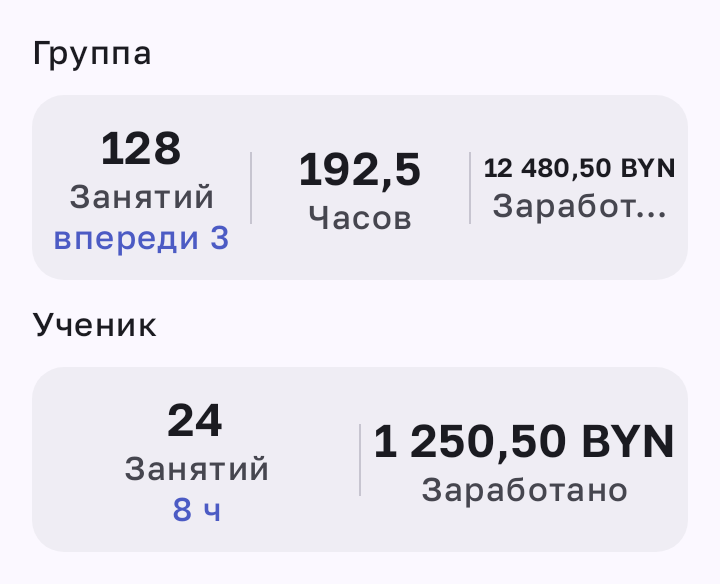 Группа
128
Занятий
впереди 3
192,5
Часов
12 480,50 BYN
Заработ...
Ученик
24
Занятий
8 ч
1 250,50 BYN
Заработано